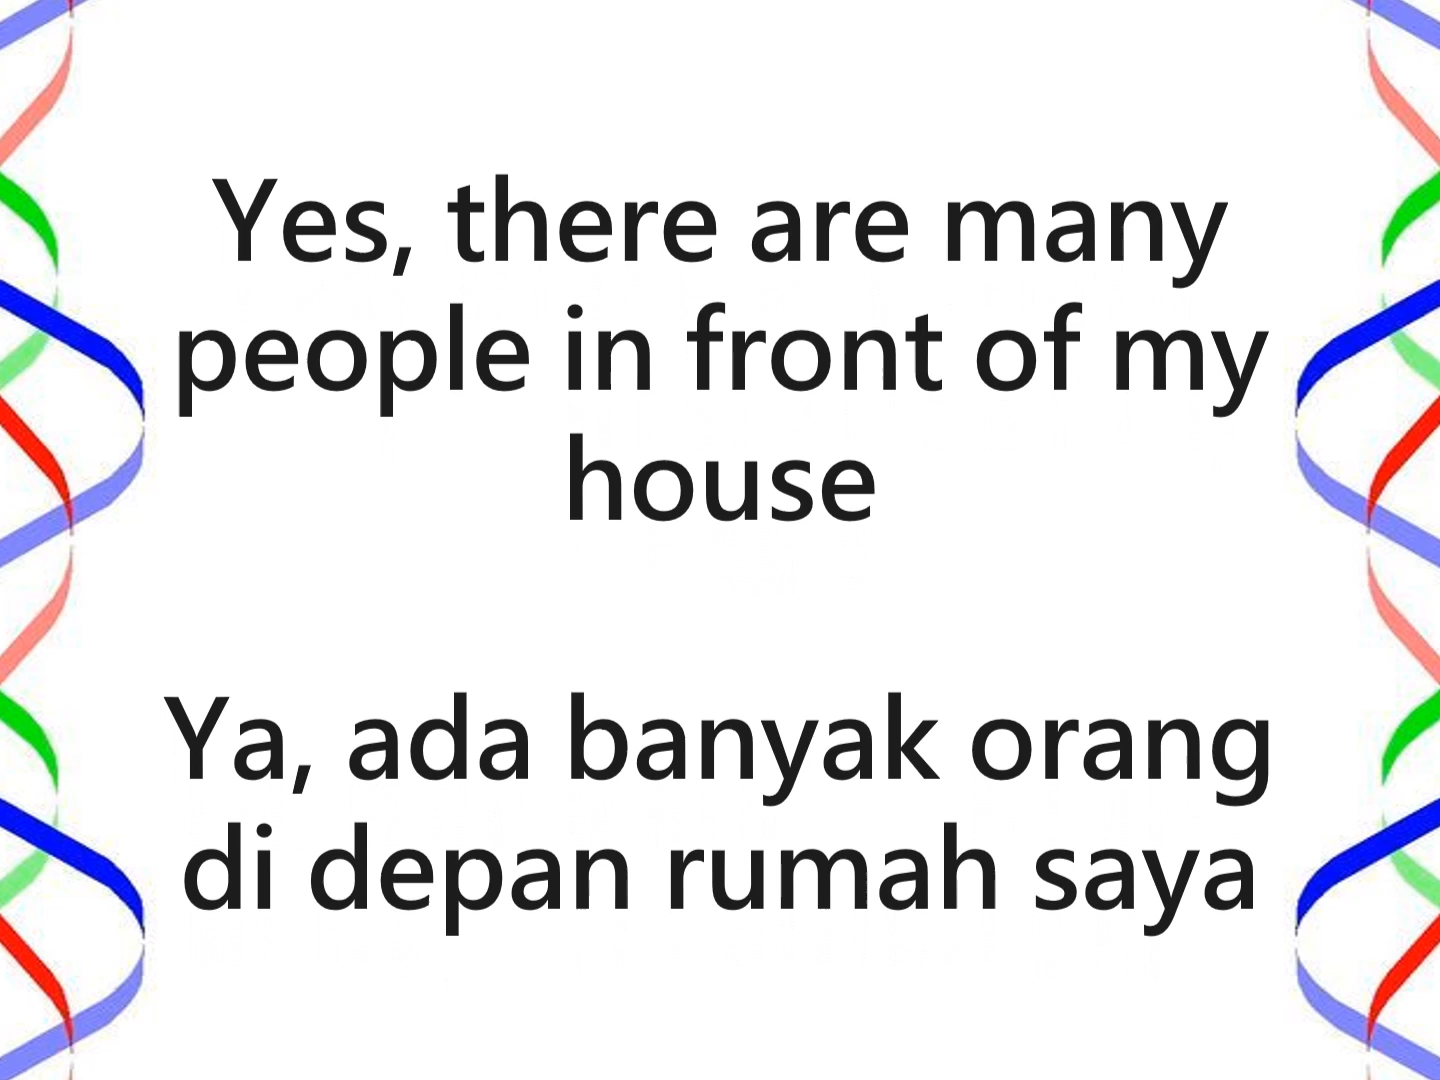 Yes, there are many
people in front of my
house
Ya, ada banyak orang
di depan rumah saya